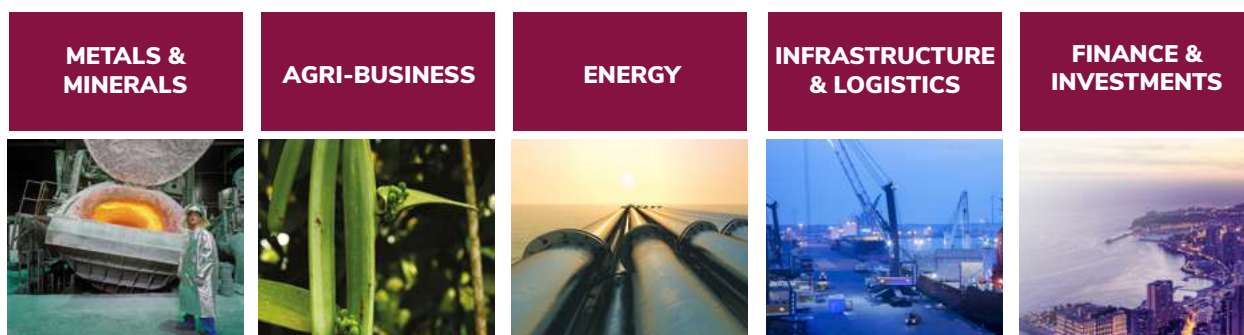 METALS &
MINERALS
AGRI-BUSINESS
ENERGY
INFRASTRUCTURE
& LOGISTICS
FINANCE &
INVESTMENTS